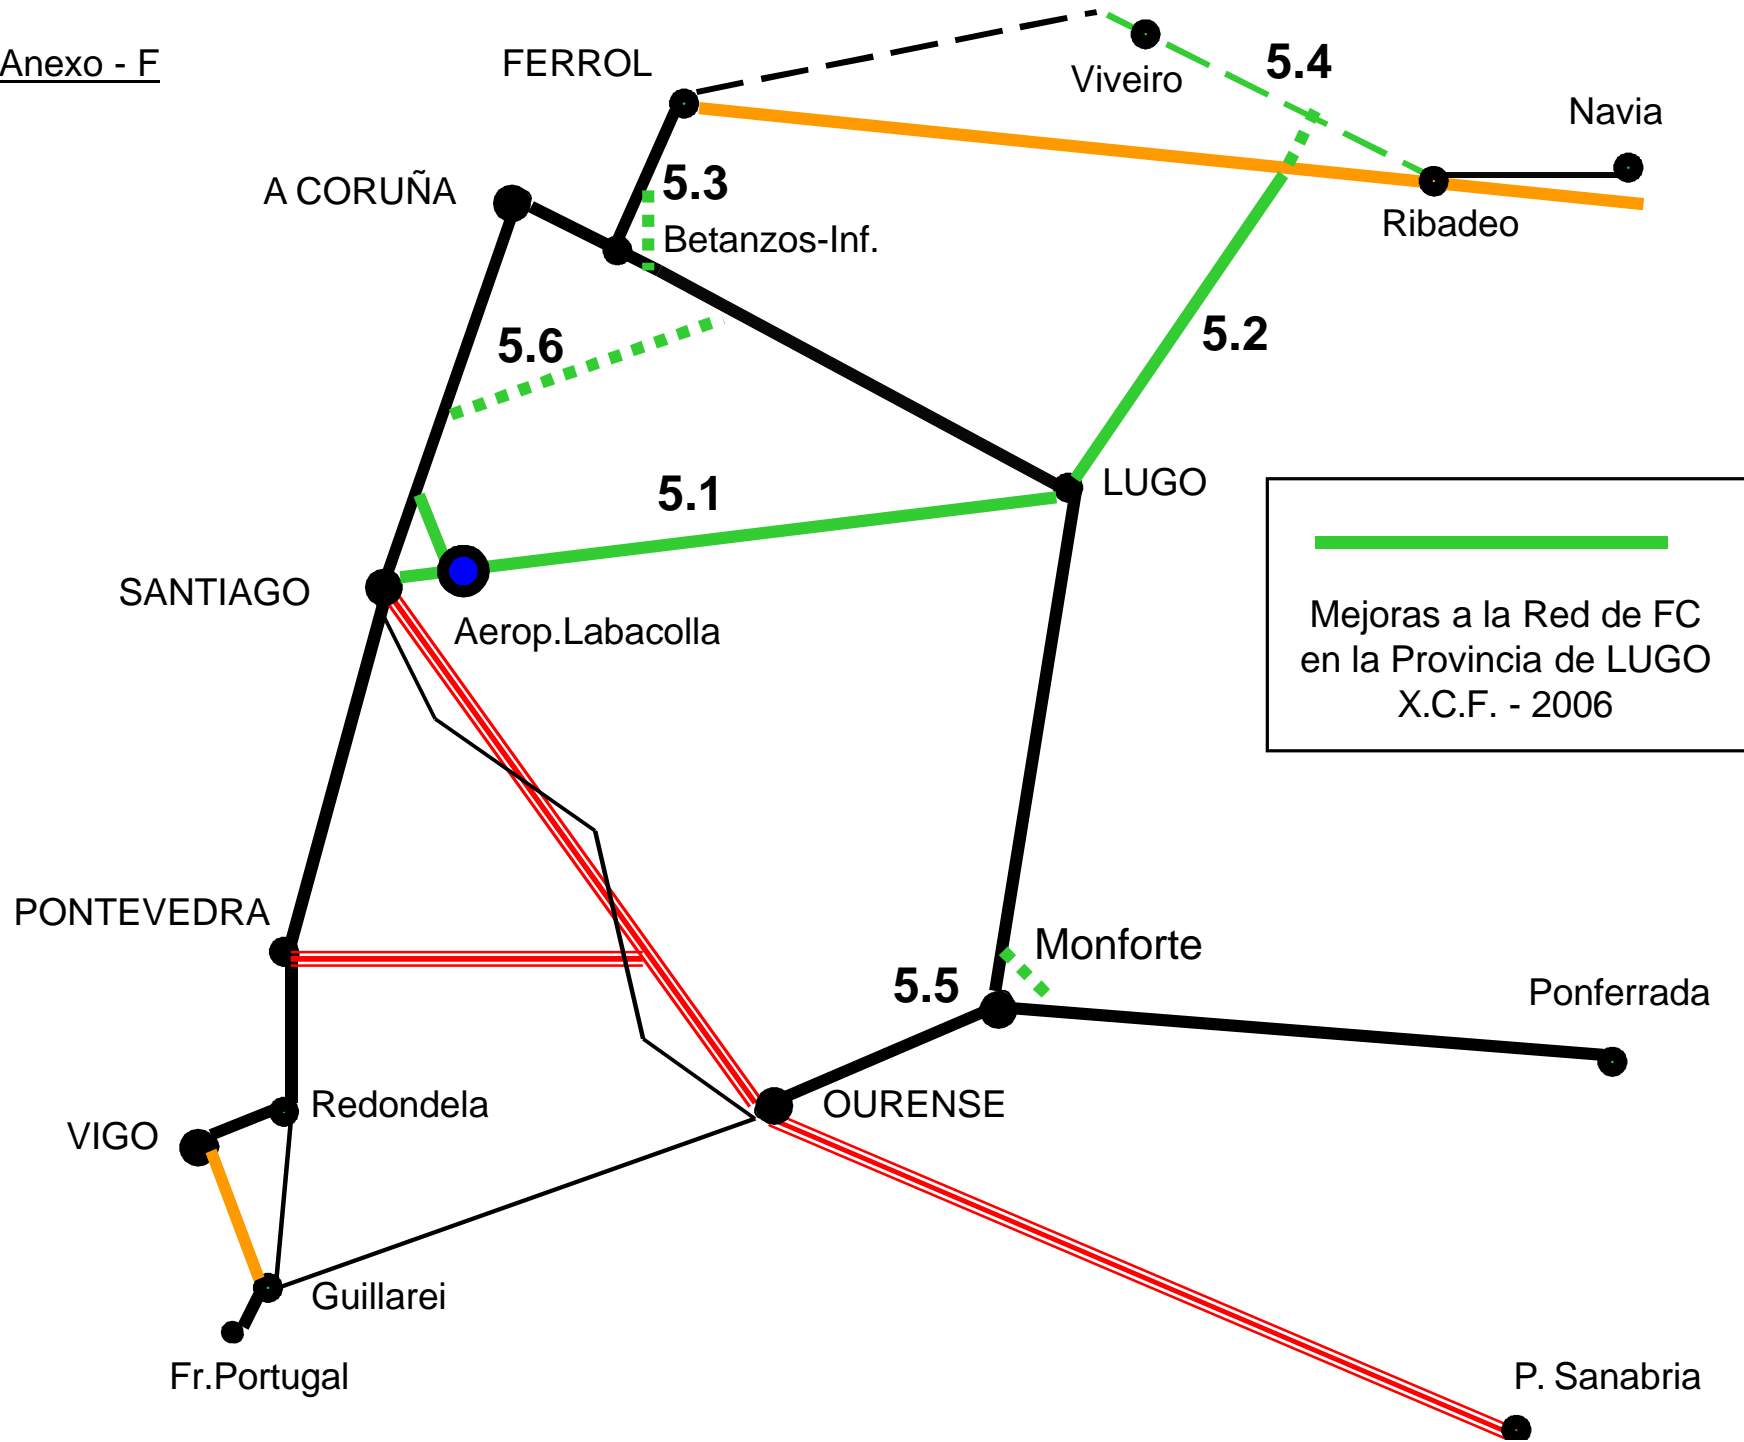 Anexo - F
FERROL
Viveiro
5.4
Navia
A CORUÑA
5.3
Betanzos-Inf.
Ribadeo
5.6
5.2
5.1
LUGO
SANTIAGO
Aerop.Labacolla
Mejoras a la Red de FC
en la Provincia de LUGO
X.C.F. - 2006
PONTEVEDRA
Monforte
5.5
Ponferrada
Redondela
OURENSE
VIGO
Guillarei
Fr.Portugal
P. Sanabria